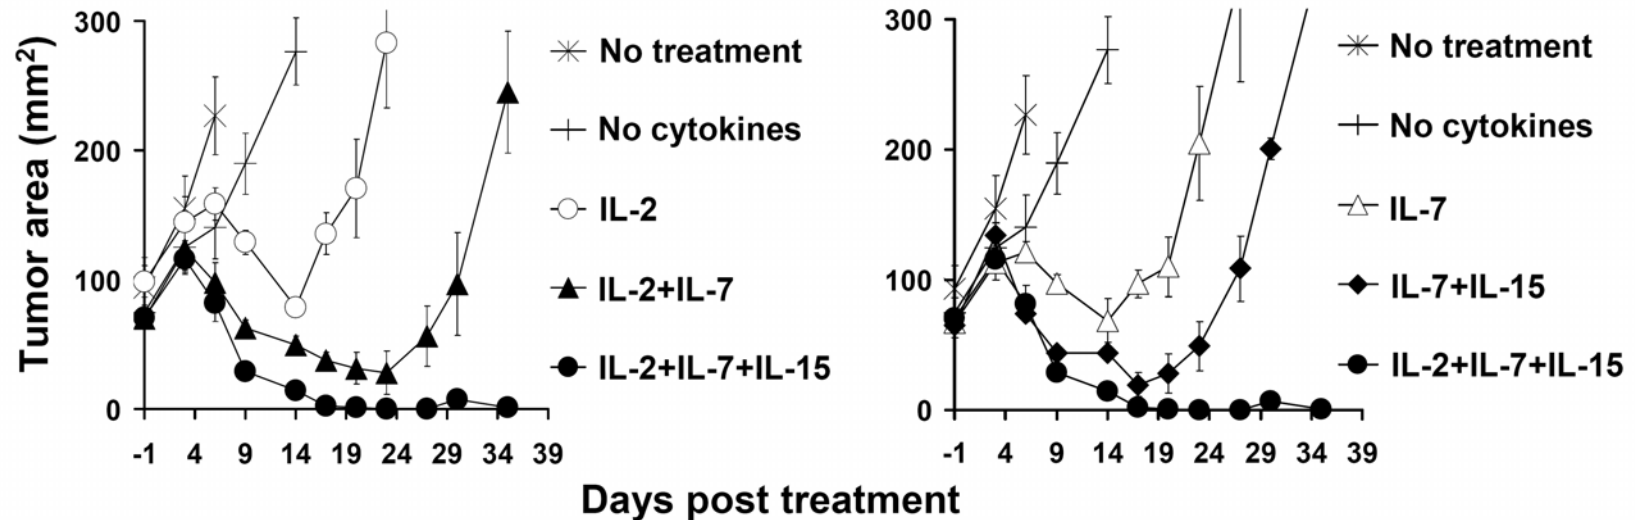 Tumor area (mm²)
300
200
100
0
-1 4 9 14 19 24 29 34 39
No treatment
No cytokines
IL-2
IL-2+IL-7
IL-2+IL-7+IL-15
300
200
100
0
-1 4 9 14 19 24 29 34 39
No treatment
No cytokines
IL-7
IL-7+IL-15
IL-2+IL-7+IL-15
Days post treatment